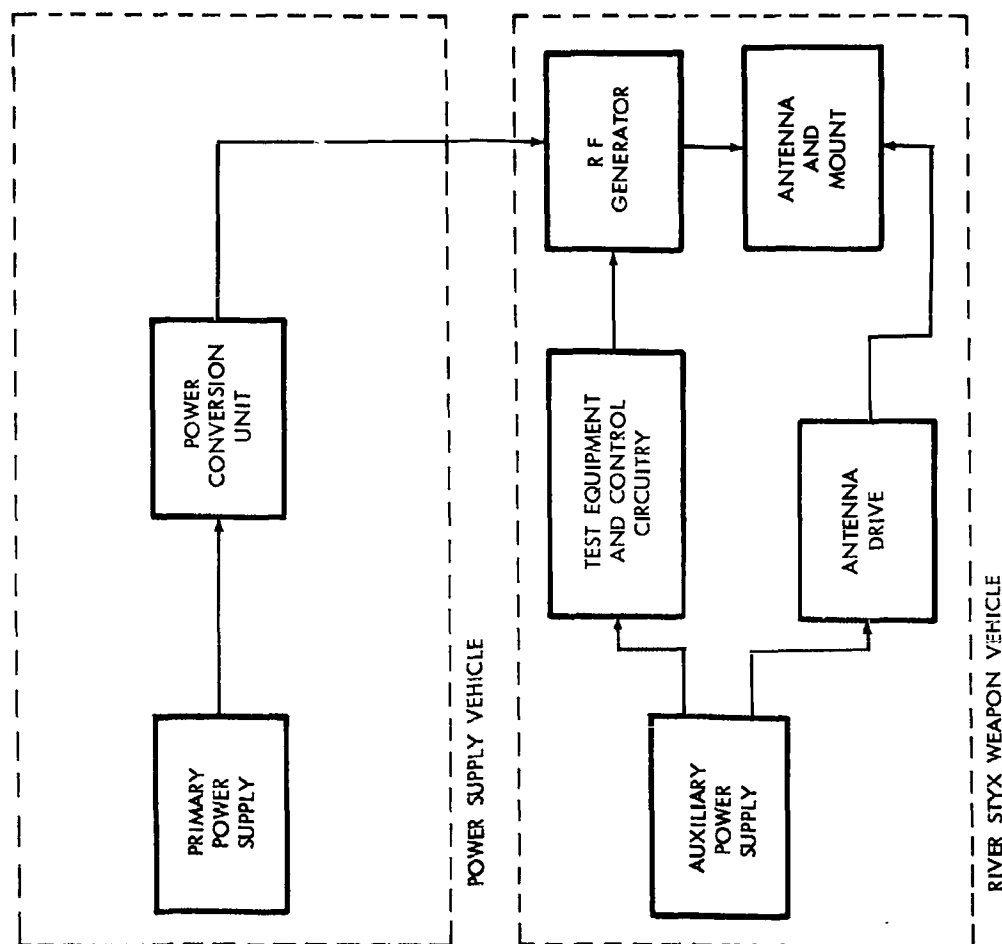 PRIMARY
POWER
SUPPLY
POWER
CONVERSION
UNIT
POWER SUPPLY VEHICLE
AUXILIARY
POWER
SUPPLY
TEST EQUIPMENT
AND CONTROL
CIRCUITRY
R F
GENERATOR
ANTENNA
DRIVE
ANTENNA
AND
MOUNT
RIVER STYX WEAPON VEHICLE